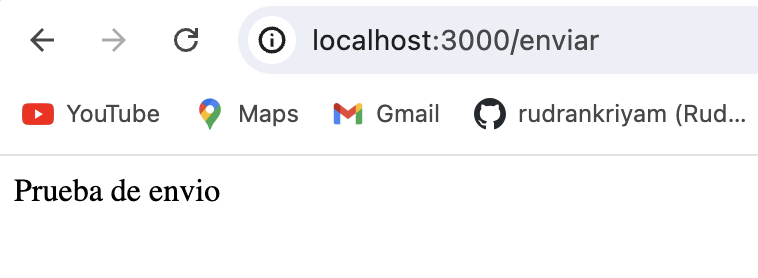 localhost:3000/enviar
YouTube Maps Gmail rudrankriyam (Rud...
Prueba de envio